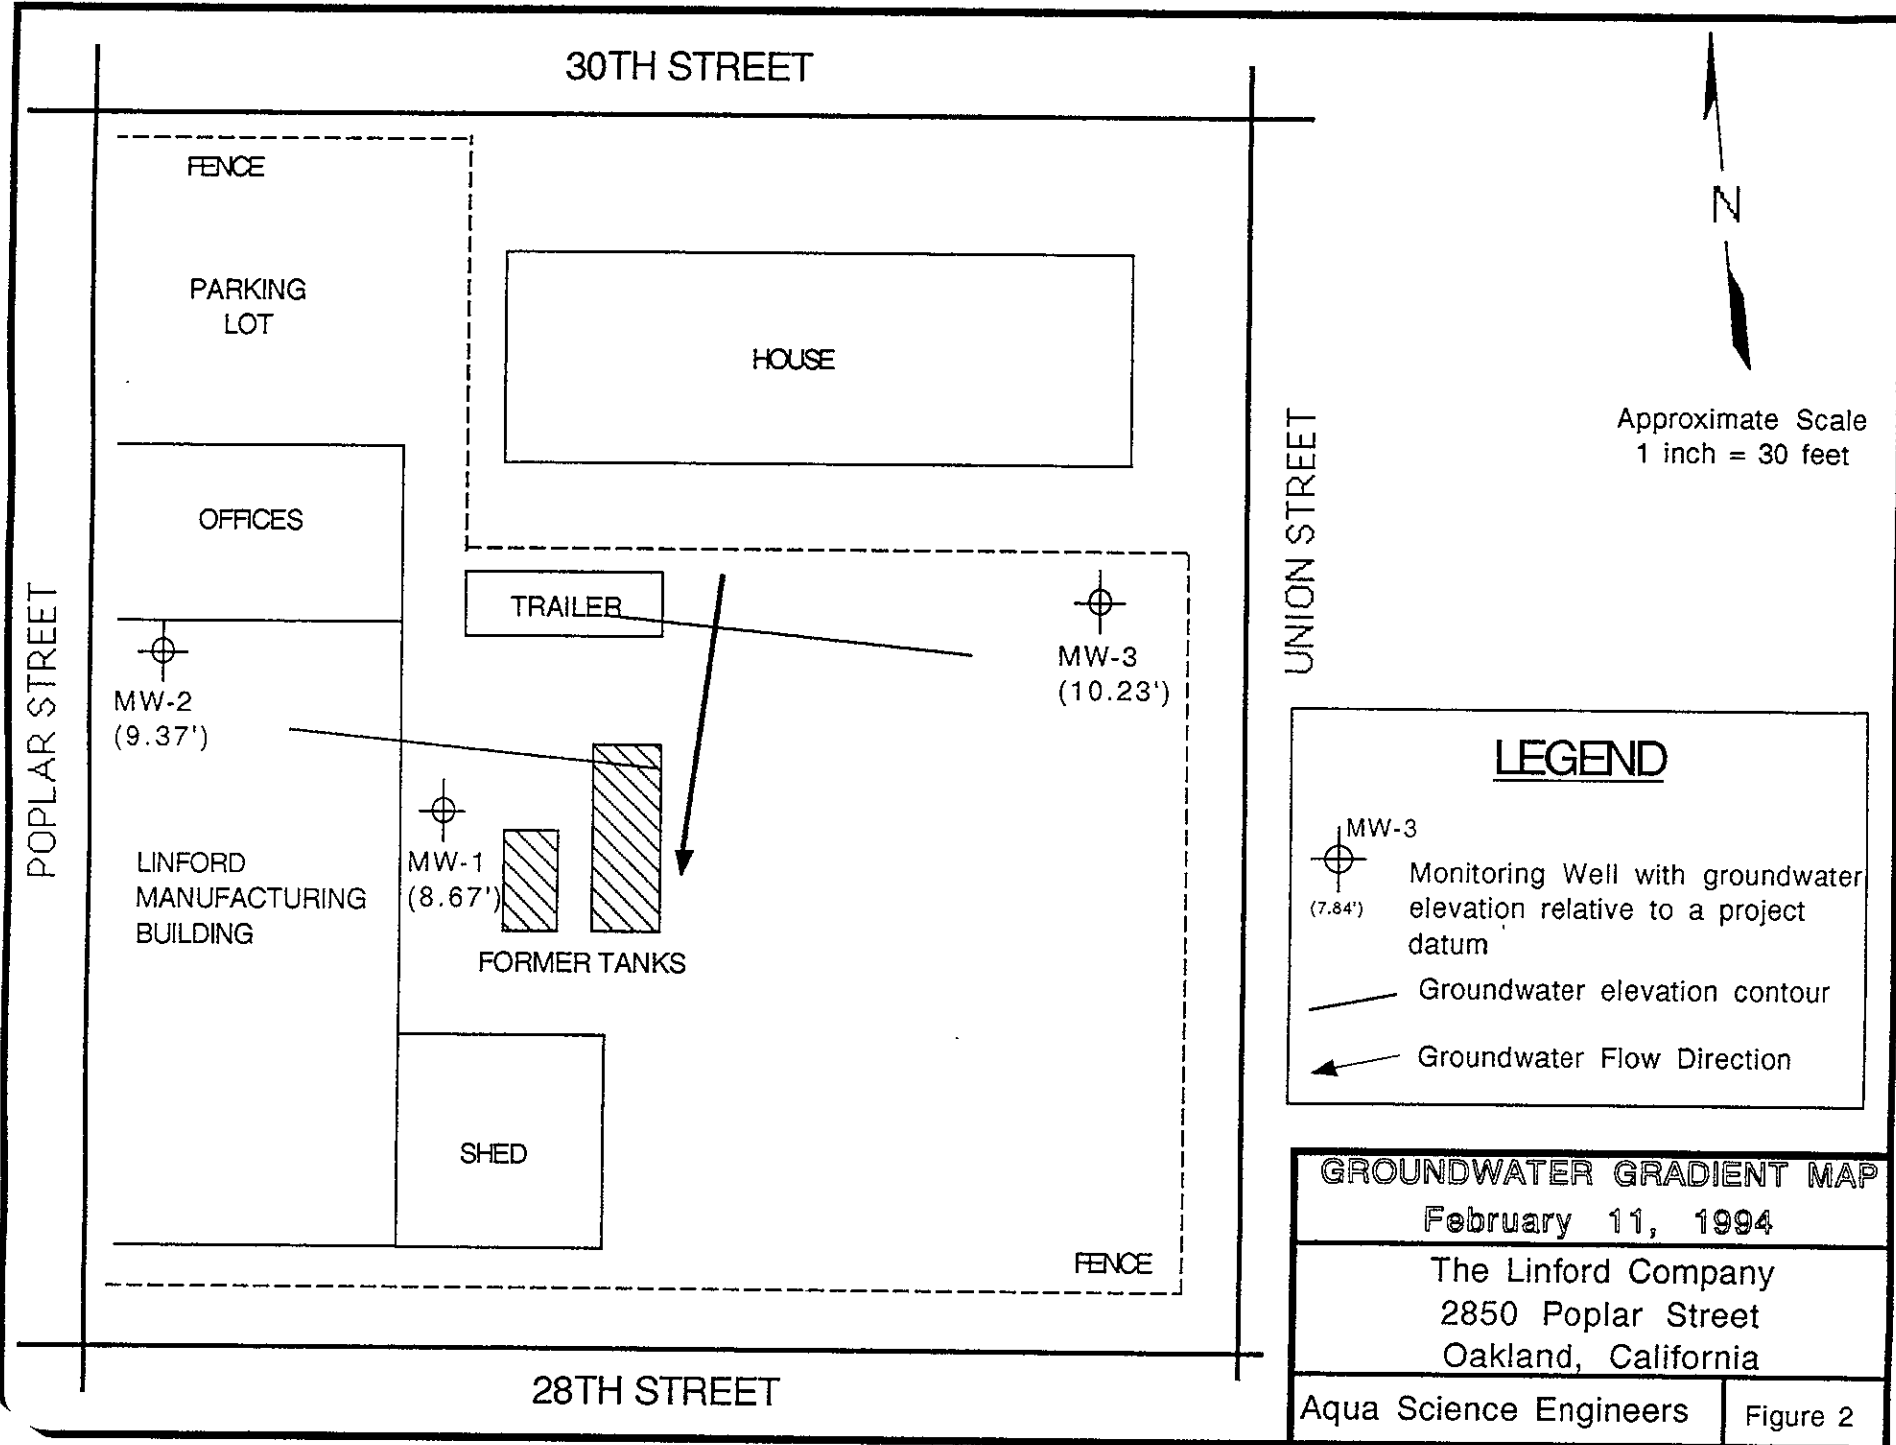 30TH STREET
FENCE
PARKING
LOT
HOUSE
N
Approximate Scale
1 inch = 30 feet
OFFICES
TRAILER
UNION STREET
POPLAR STREET
MW-2
(9.37')
MW-3
(10.23')
LINFORD
MANUFACTURING
BUILDING
MW-1
(8.67')
FORMER TANKS
SHED
FENCE
28TH STREET
LEGEND
MW-3
(7.84')
Monitoring Well with groundwater
elevation relative to a project
datum
Groundwater elevation contour
Groundwater Flow Direction
GROUNDWATER GRADIENT MAP
February 11, 1994
The Linford Company
2850 Poplar Street
Oakland, California
Aqua Science Engineers
Figure 2